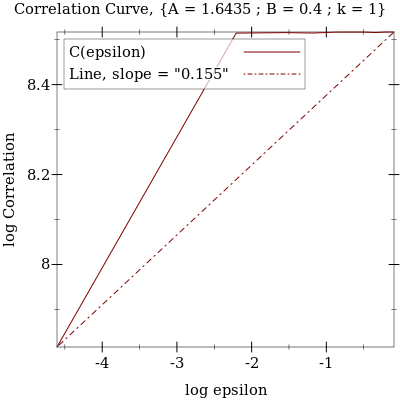 Correlation Curve, {A = 1.6435 ; B = 0.4 ; k = 1}
C(epsilon)
Line, slope = "0.155"
8.4
8.2
8
log Correlation
-4 -3 -2 -1
log epsilon